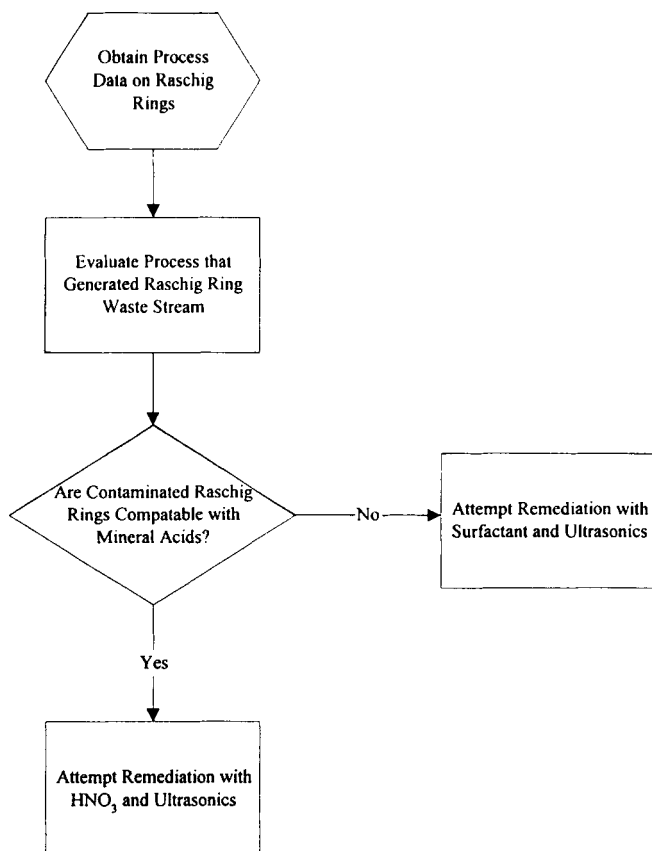 Obtain Process
Data on Raschig
Rings
Evaluate Process that
Generated Raschig Ring
Waste Stream
Are Contaminated Raschig
Rings Compatable with
Mineral Acids?
No
Attempt Remediation with
Surfactant and Ultrasonics
Yes
Attempt Remediation with
HNO₃ and Ultrasonics